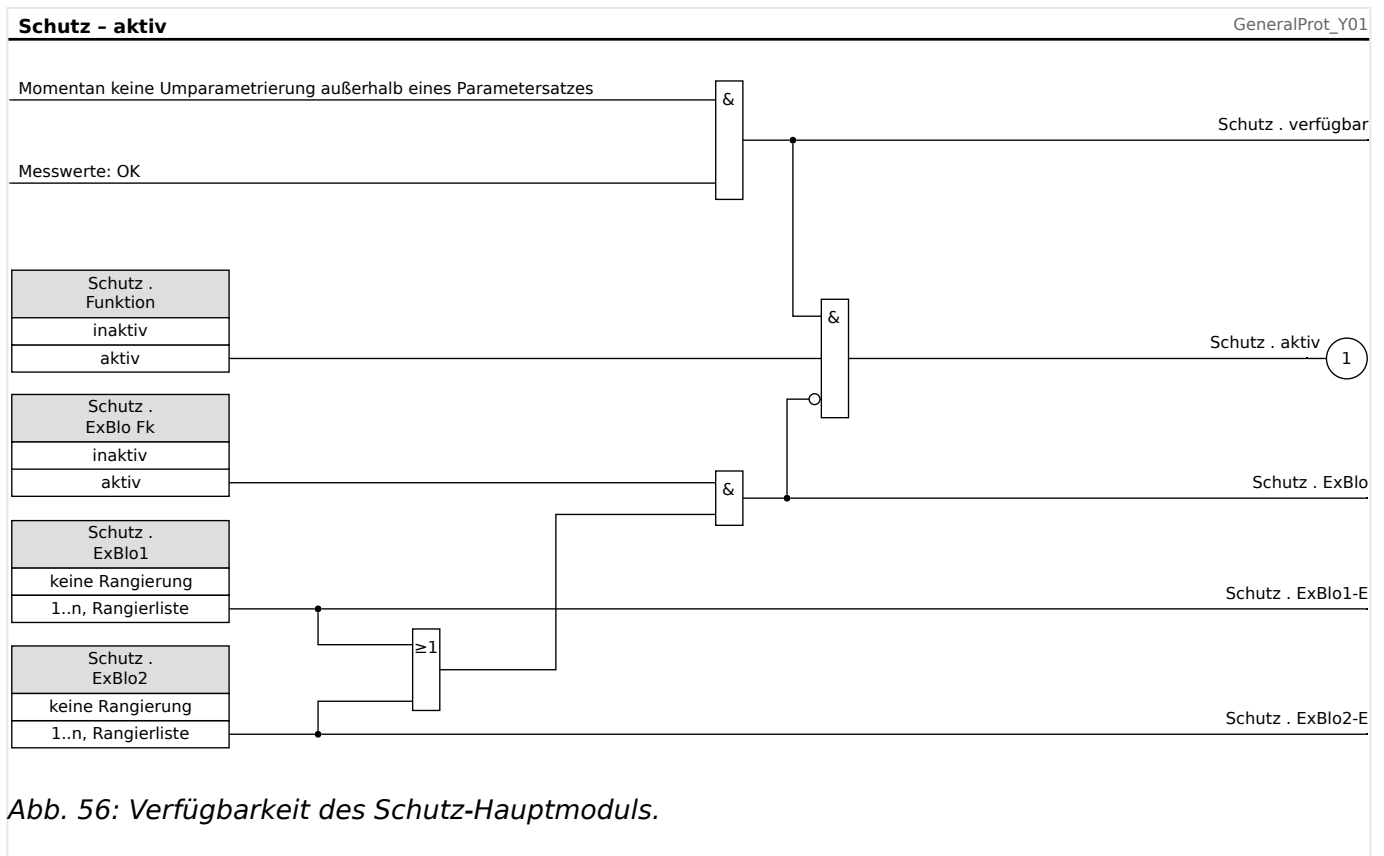 Schutz – aktiv
GeneralProt_Y01
Momentan keine Umparametrierung außerhalb eines Parametersatzes
&
Schutz . verfügbar
Messwerte: OK
Schutz .
Funktion
inaktiv
aktiv
&
Schutz . aktiv
1
Schutz .
ExBlo Fk
inaktiv
aktiv
&
Schutz . ExBlo
Schutz .
ExBlo1
keine Rangierung
1..n, Rangierliste
Schutz . ExBlo1-E
≥1
Schutz .
ExBlo2
keine Rangierung
1..n, Rangierliste
Schutz . ExBlo2-E
Abb. 56: Verfügbarkeit des Schutz-Hauptmoduls.